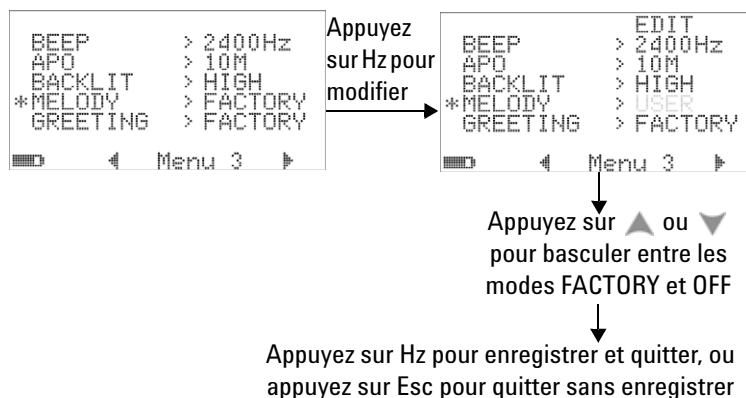 BEEP > 2400Hz
APO > 10M
BACKLIT > HIGH
*MELODY > FACTORY
GREETING > FACTORY
Menu 3
Appuyez
sur Hz pour
modifier
EDIT
BEEP > 2400Hz
APO > 10M
BACKLIT > HIGH
*MELODY > USER
GREETING > FACTORY
Menu 3
Appuyez sur ▲ ou ▼
pour basculer entre les
modes FACTORY et OFF
Appuyez sur Hz pour enregistrer et quitter, ou
appuyez sur Esc pour quitter sans enregistrer